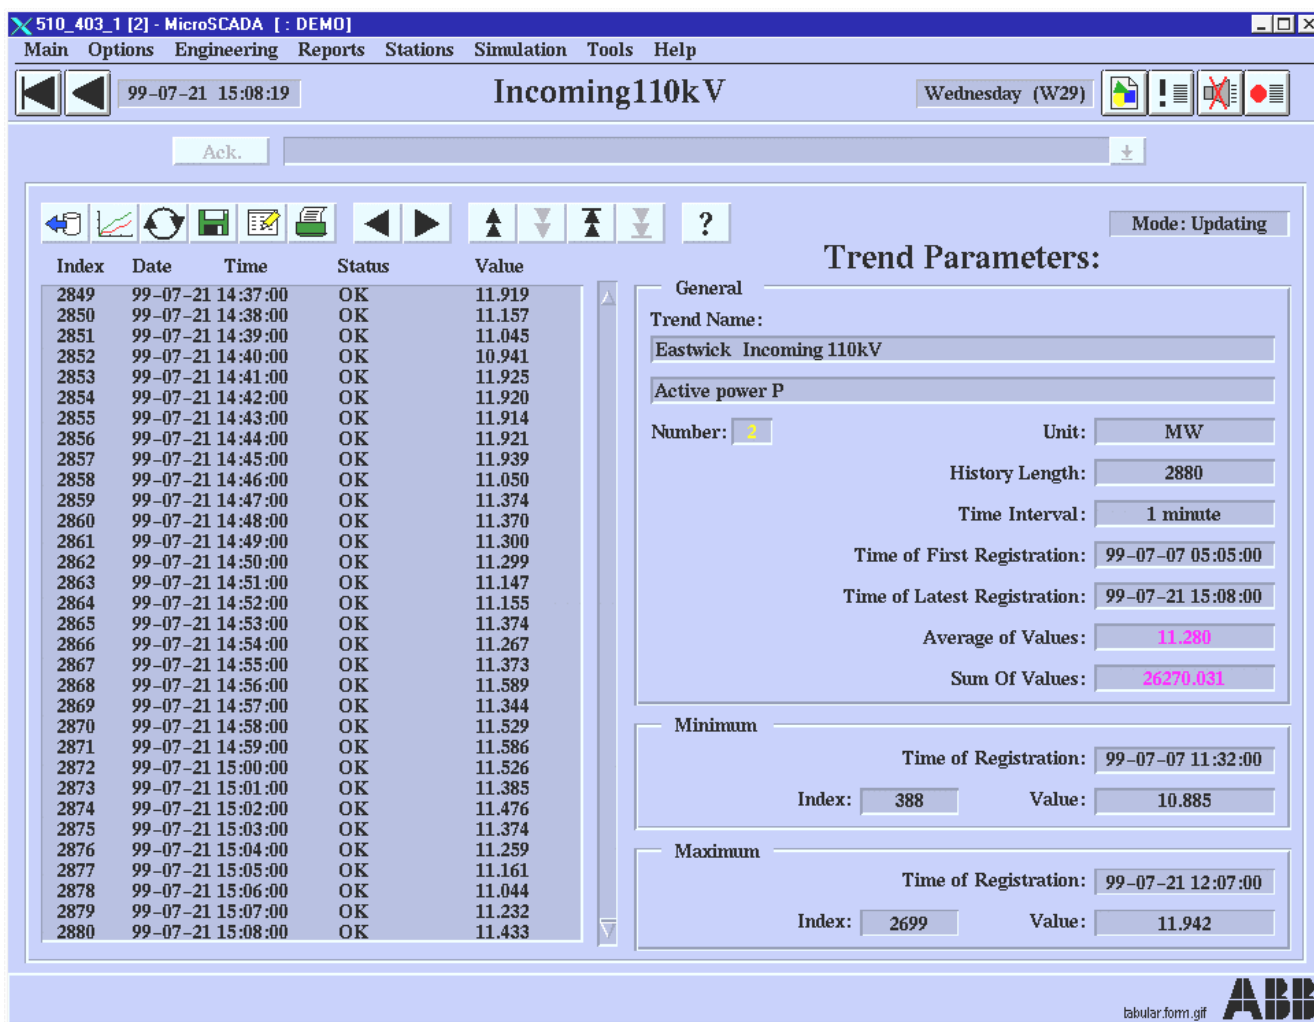 510_403_1 [2] - MicroSCADA [ : DEMO]
Main Options Engineering Reports Stations Simulation Tools Help
99-07-21 15:08:19
Incoming110kV
Wednesday (W29)
Ack.
?
Mode: Updating
Index Date Time Status Value
2849 99-07-21 14:37:00 OK 11.919
2850 99-07-21 14:38:00 OK 11.157
2851 99-07-21 14:39:00 OK 11.045
2852 99-07-21 14:40:00 OK 10.941
2853 99-07-21 14:41:00 OK 11.925
2854 99-07-21 14:42:00 OK 11.920
2855 99-07-21 14:43:00 OK 11.914
2856 99-07-21 14:44:00 OK 11.921
2857 99-07-21 14:45:00 OK 11.939
2858 99-07-21 14:46:00 OK 11.050
2859 99-07-21 14:47:00 OK 11.374
2860 99-07-21 14:48:00 OK 11.370
2861 99-07-21 14:49:00 OK 11.300
2862 99-07-21 14:50:00 OK 11.299
2863 99-07-21 14:51:00 OK 11.147
2864 99-07-21 14:52:00 OK 11.155
2865 99-07-21 14:53:00 OK 11.374
2866 99-07-21 14:54:00 OK 11.267
2867 99-07-21 14:55:00 OK 11.373
2868 99-07-21 14:56:00 OK 11.589
2869 99-07-21 14:57:00 OK 11.344
2870 99-07-21 14:58:00 OK 11.529
2871 99-07-21 14:59:00 OK 11.586
2872 99-07-21 15:00:00 OK 11.526
2873 99-07-21 15:01:00 OK 11.385
2874 99-07-21 15:02:00 OK 11.476
2875 99-07-21 15:03:00 OK 11.374
2876 99-07-21 15:04:00 OK 11.259
2877 99-07-21 15:05:00 OK 11.161
2878 99-07-21 15:06:00 OK 11.044
2879 99-07-21 15:07:00 OK 11.232
2880 99-07-21 15:08:00 OK 11.433
Trend Parameters:
General
Trend Name:
Eastwick Incoming 110kV
Active power P
Number: 2 Unit: MW
History Length: 2880
Time Interval: 1 minute
Time of First Registration: 99-07-07 05:05:00
Time of Latest Registration: 99-07-21 15:08:00
Average of Values: 11.280
Sum Of Values: 26270.031
Minimum
Time of Registration: 99-07-07 11:32:00
Index: 388 Value: 10.885
Maximum
Time of Registration: 99-07-21 12:07:00
Index: 2699 Value: 11.942
tabular.form.gif
ABB